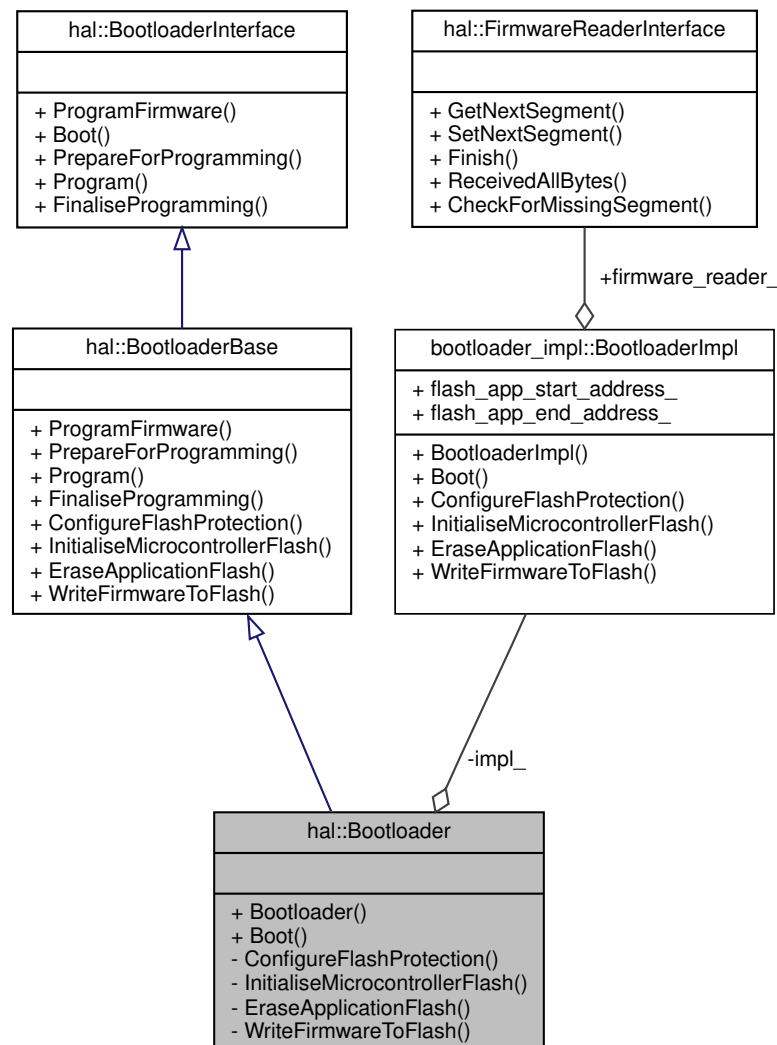 hal::BootloaderInterface
+ ProgramFirmware()
+ Boot()
+ PrepareForProgramming()
+ Program()
+ FinaliseProgramming()
hal::FirmwareReaderInterface
+ GetNextSegment()
+ SetNextSegment()
+ Finish()
+ ReceivedAllBytes()
+ CheckForMissingSegment()
+firmware_reader_
hal::BootloaderBase
+ ProgramFirmware()
+ PrepareForProgramming()
+ Program()
+ FinaliseProgramming()
+ ConfigureFlashProtection()
+ InitialiseMicrocontrollerFlash()
+ EraseApplicationFlash()
+ WriteFirmwareToFlash()
bootloader_impl::BootloaderImpl
+ flash_app_start_address_
+ flash_app_end_address_
+ BootloaderImpl()
+ Boot()
+ ConfigureFlashProtection()
+ InitialiseMicrocontrollerFlash()
+ EraseApplicationFlash()
+ WriteFirmwareToFlash()
-impl_
hal::Bootloader
+ Bootloader()
+ Boot()
- ConfigureFlashProtection()
- InitialiseMicrocontrollerFlash()
- EraseApplicationFlash()
- WriteFirmwareToFlash()